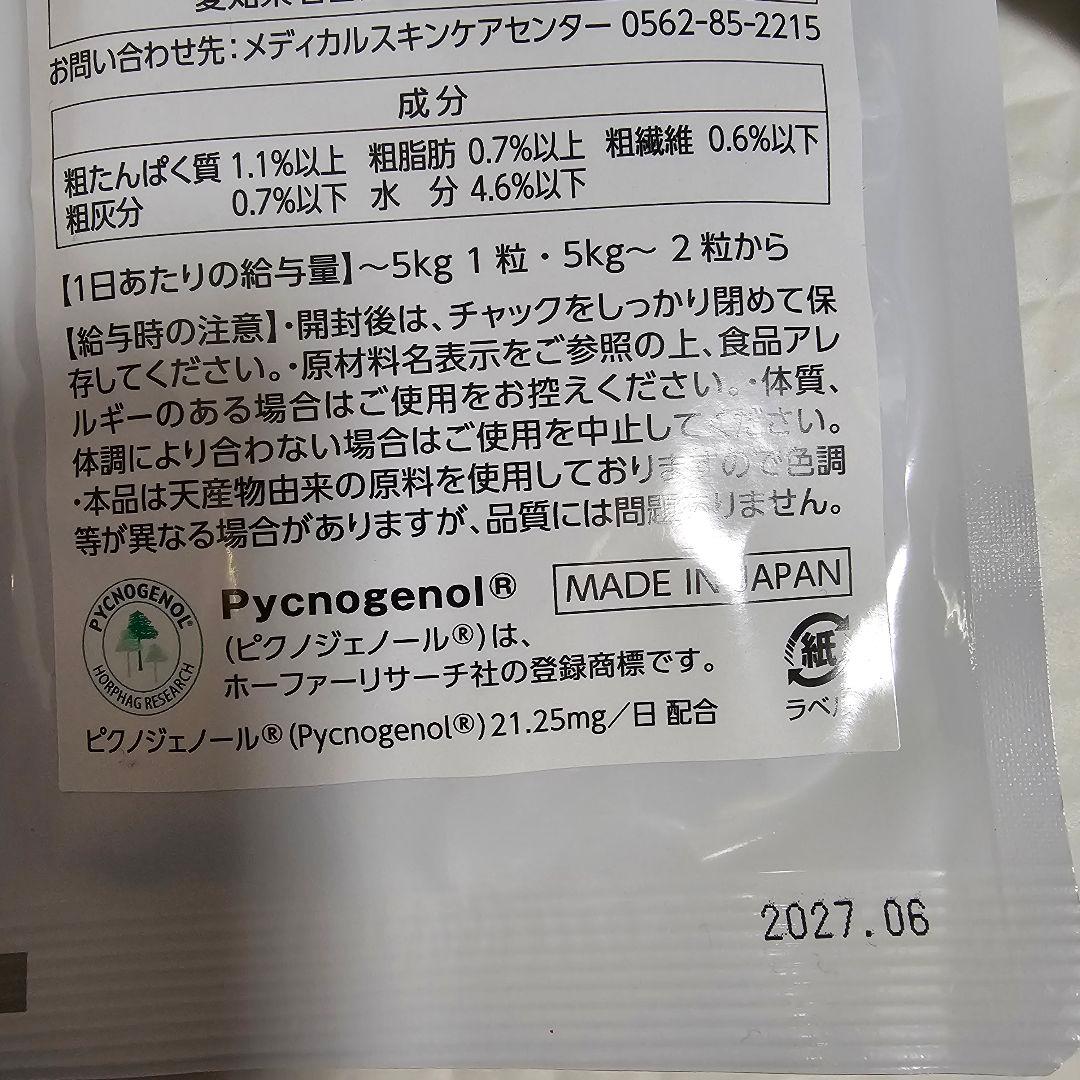 お問い合わせ先：メディカルスキンケアセンター 0562-85-2215
成分
粗たんぱく質 1.1%以上 粗脂肪 0.7%以上 粗繊維 0.6%以下
粗灰分 0.7%以下 水 分 4.6%以下
【1日あたりの給与量】〜5kg 1 粒・5kg〜 2 粒から
【給与時の注意】・開封後は、チャックをしっかり閉めて保
存してください。・原材料名表示をご参照の上、食品アレ
ルギーのある場合はご使用をお控えください。・体質、
体調により合わない場合はご使用を中止してください。
・本品は天産物由来の原料を使用しておりますので色調
等が異なる場合がありますが、品質には問題ありません。
PYCNOGENOL®
HORPHAG RESEARCH
Pycnogenol®
MADE IN JAPAN
(ピクノジェノール®)は、
ホーファーリサーチ社の登録商標です。
紙
ラベル
ピクノジェノール®(Pycnogenol®)21.25mg／日 配合
2027.06